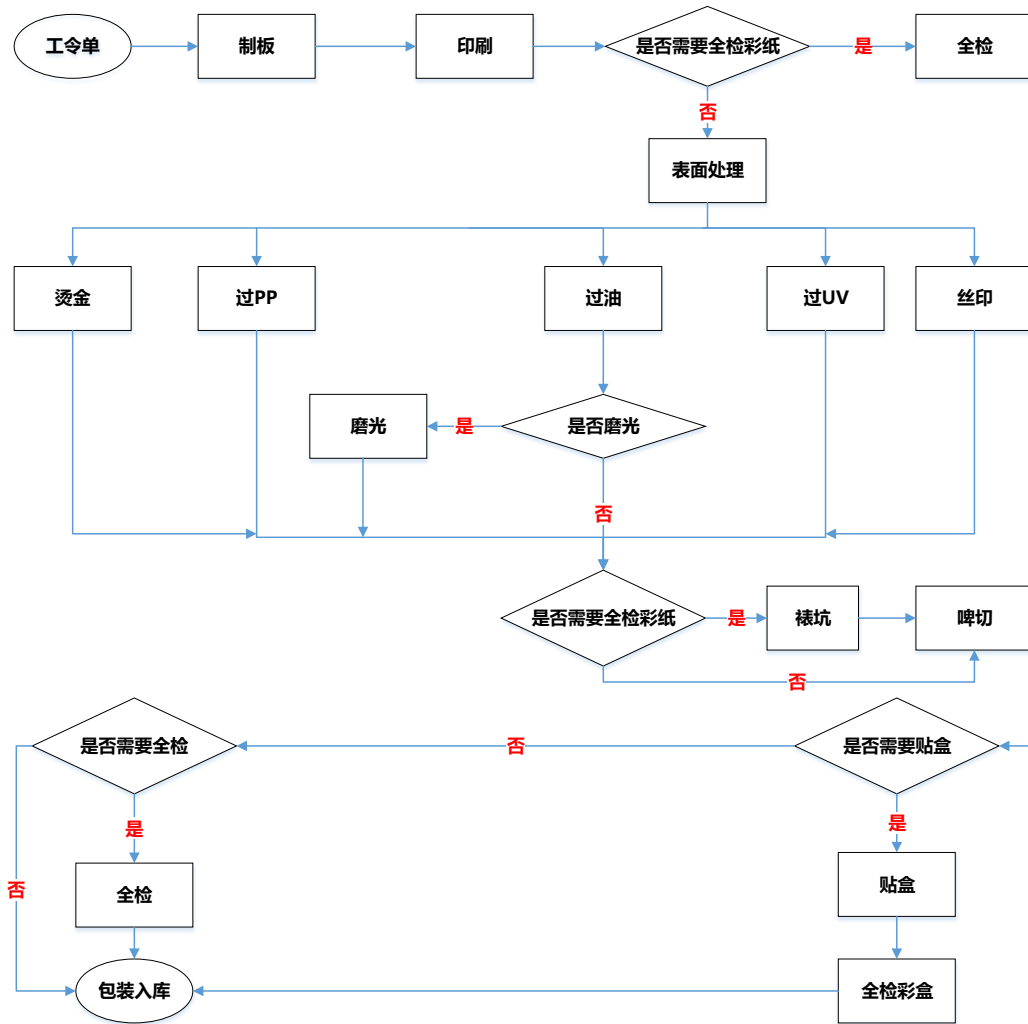 工令单
制板
印刷
是否需要全检彩纸
是
全检
否
表面处理
烫金
过PP
过油
过UV
丝印
磨光
是
是否磨光
否
是否需要全检彩纸
是
裱坑
啤切
否
是否需要全检
否
是否需要贴盒
是
是
全检
否
贴盒
包装入库
全检彩盒